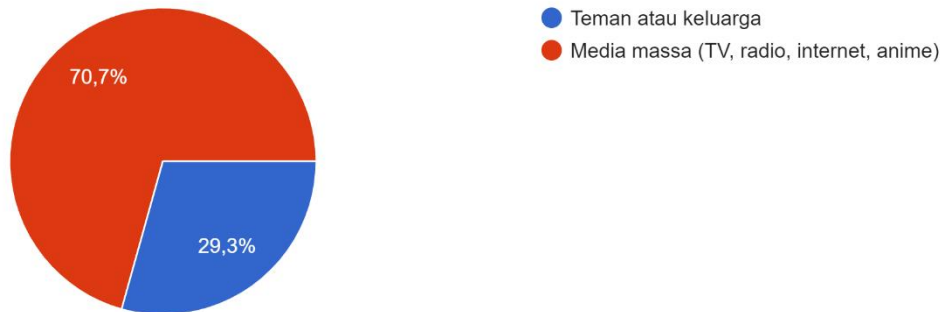 Teman atau keluarga
Media massa (TV, radio, internet, anime)
70,7%
29,3%